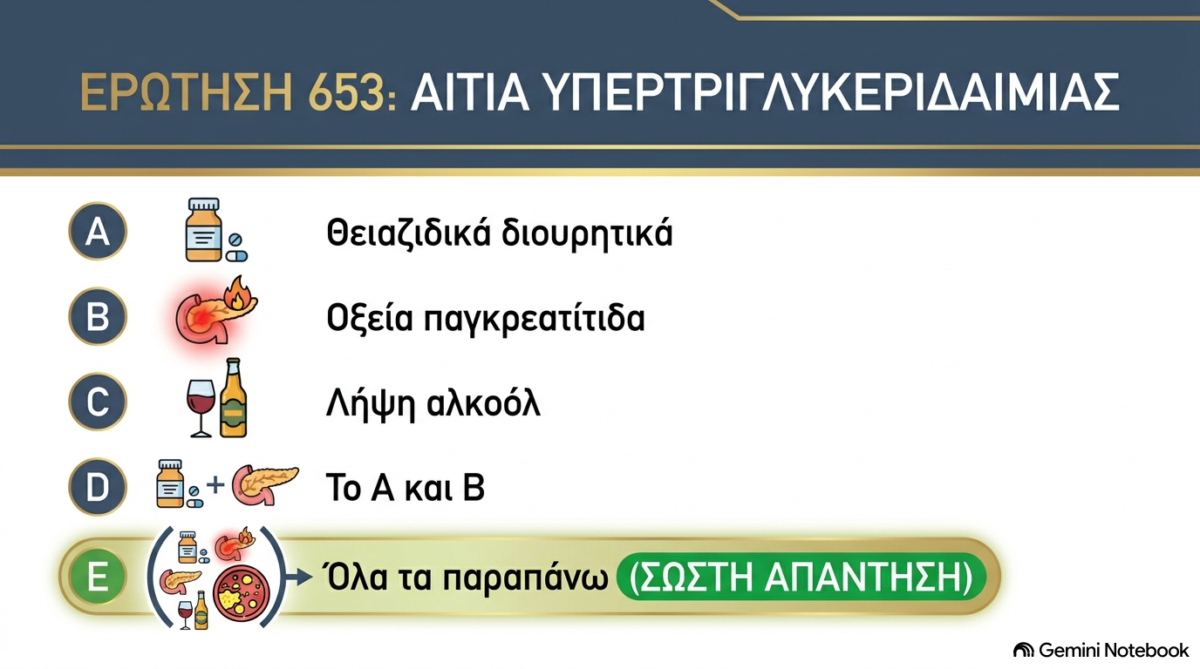 ΕΡΩΤΗΣΗ 653: ΑΙΤΙΑ ΥΠΕΡΤΡΙΓΛΥΚΕΡΙΔΑΙΜΙΑΣ
A Θειαζιδικά διουρητικά
B Οξεία παγκρεατίτιδα
C Λήψη αλκοόλ
D + Το Α και Β
E Όλα τα παραπάνω (ΣΩΣΤΗ ΑΠΑΝΤΗΣΗ)
Gemini Notebook